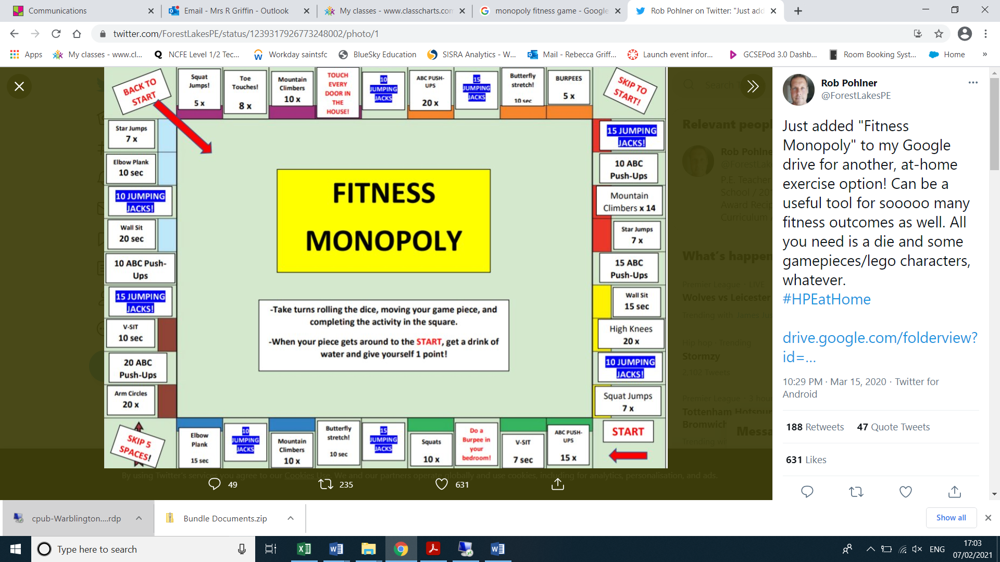 Communications
Email - Mrs R Griffin - Outlook
My classes - www.classcharts.con
monopoly fitness game - Google
Rob Pohlner on Twitter: "Just add
twitter.com/ForestLakesPE/status/1239317926773248002/photo/1
Apps
My classes - www.cl...
NCFE Level 1/2 Tec...
Workday saintsfc
BlueSky Education
SISRA Analytics - W...
Mail - Rebecca Griff...
Launch event infor...
GCSEPod 3.0 Dashb...
Room Booking Syst...
Home
BACK TO
START
Squat
Jumps!
5 x
Toe
Touches!
8 x
Mountain
Climbers
10 x
TOUCH
EVERY
DOOR IN
THE
HOUSE!
10
JUMPING
JACKS
ABC PUSH-
UPS
20 x
15
JUMPING
JACKS
Butterfly
stretch!
10 sec
BURPEES
5 x
SKIP TO
START!
Star Jumps
7 x
Elbow Plank
10 sec
10 JUMPING
JACKS!
Wall Sit
20 sec
10 ABC Push-
Ups
15 JUMPING
JACKS!
V-SIT
10 sec
20 ABC
Push-Ups
Arm Circles
20 x
FITNESS
MONOPOLY
-Take turns rolling the dice, moving your game piece, and
completing the activity in the square.
-When your piece gets around to the START, get a drink of
water and give yourself 1 point!
15 JUMPING
JACKS!
10 ABC
Push-Ups
Mountain
Climbers x 14
Star Jumps
7 x
15 ABC
Push-Ups
Wall Sit
15 sec
High Knees
20 x
10 JUMPING
JACKS!
Squat Jumps
7 x
SKIP 5
SPACES!
Elbow
Plank
15 sec
10
JUMPING
JACKS
Mountain
Climbers
10 x
Butterfly
stretch!
10 sec
15
JUMPING
JACKS
Squats
10 x
Do a
Burpee in
your
bedroom!
V-SIT
7 sec
ABC PUSH-
UPS
15 x
START
By using Twitter's services you agree to our Cookies Use. We and our partners operate globally and use cookies, including for analytics, personalisation, and ads.
49
235
631
Search
Relevant peop
Rob Pohlne
@ForestLak
P.E. Teacher
School / 20
Award Recip
Curriculum
What's happen
Premier League · LIVE
Wolves vs Leicester
Trending with James Jus
Hip hop · Trending
Stormzy
2,102 Tweets
Premier League · 3 hour
Tottenham Hotspur
Bromwich
Messa
Trending wi
Rob Pohlner
@ForestLakesPE
Just added "Fitness
Monopoly" to my Google
drive for another, at-home
exercise option! Can be a
useful tool for sooooo many
fitness outcomes as well. All
you need is a die and some
gamepieces/lego characters,
whatever.
#HPEatHome
drive.google.com/folderview?
id=...
10:29 PM · Mar 15, 2020 · Twitter for
Android
188 Retweets 47 Quote Tweets
631 Likes
cpub-Warblington....rdp
Bundle Documents.zip
Show all
Type here to search
ENG
17:03
07/02/2021